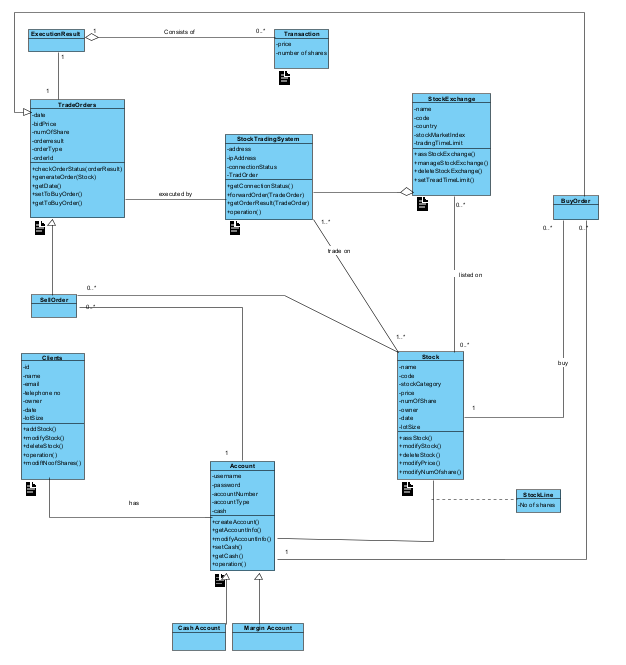 ExecutionResult
1
Consists of
0..*
Transaction
-price
-number of shares
1
1
TradeOrders
-date
-bidPrice
-numOfShare
-orderresult
-orderType
-orderId
+checkOrderStatus(orderResult)
+generateOrder(Stock)
+getDate()
+setToBuyOrder()
+getToBuyOrder()
executed by
StockTradingSystem
-address
-ipAddress
-connectionStatus
-TradOrder
+getConnectionStatus()
+forwardOrder(TradeOrder)
+getOrderResult(TradeOrder)
+operation()
StockExchange
-name
-code
-country
-stockMarketIndex
-tradingTimeLimit
+assStockExchange()
+manageStockExchange()
+deleteStockExchange()
+setTreadTimeLimit()
0..*
listed on
0..*
BuyOrder
0..*
0..*
1..*
trade on
1..*
SellOrder
0..*
0..*
Clients
-id
-name
-email
-telephone no
-owner
-date
-lotSize
+addStock()
+modifyStock()
+deleteStock()
+operation()
+modifiNoofShares()
has
Stock
-name
-code
-stockCategory
-price
-numOfShare
-owner
-date
-lotSize
+assStock()
+modifyStock()
+deleteStock()
+modifyPrice()
+modifyNumOfshare()
1
buy
StockLine
-No of shares
1
Account
-username
-password
-accountNumber
-accountType
-cash
+createAccount()
+getAccountInfo()
+modifyAccountInfo()
+setCash()
+getCash()
+operation()
1
Cash Account
Margin Account